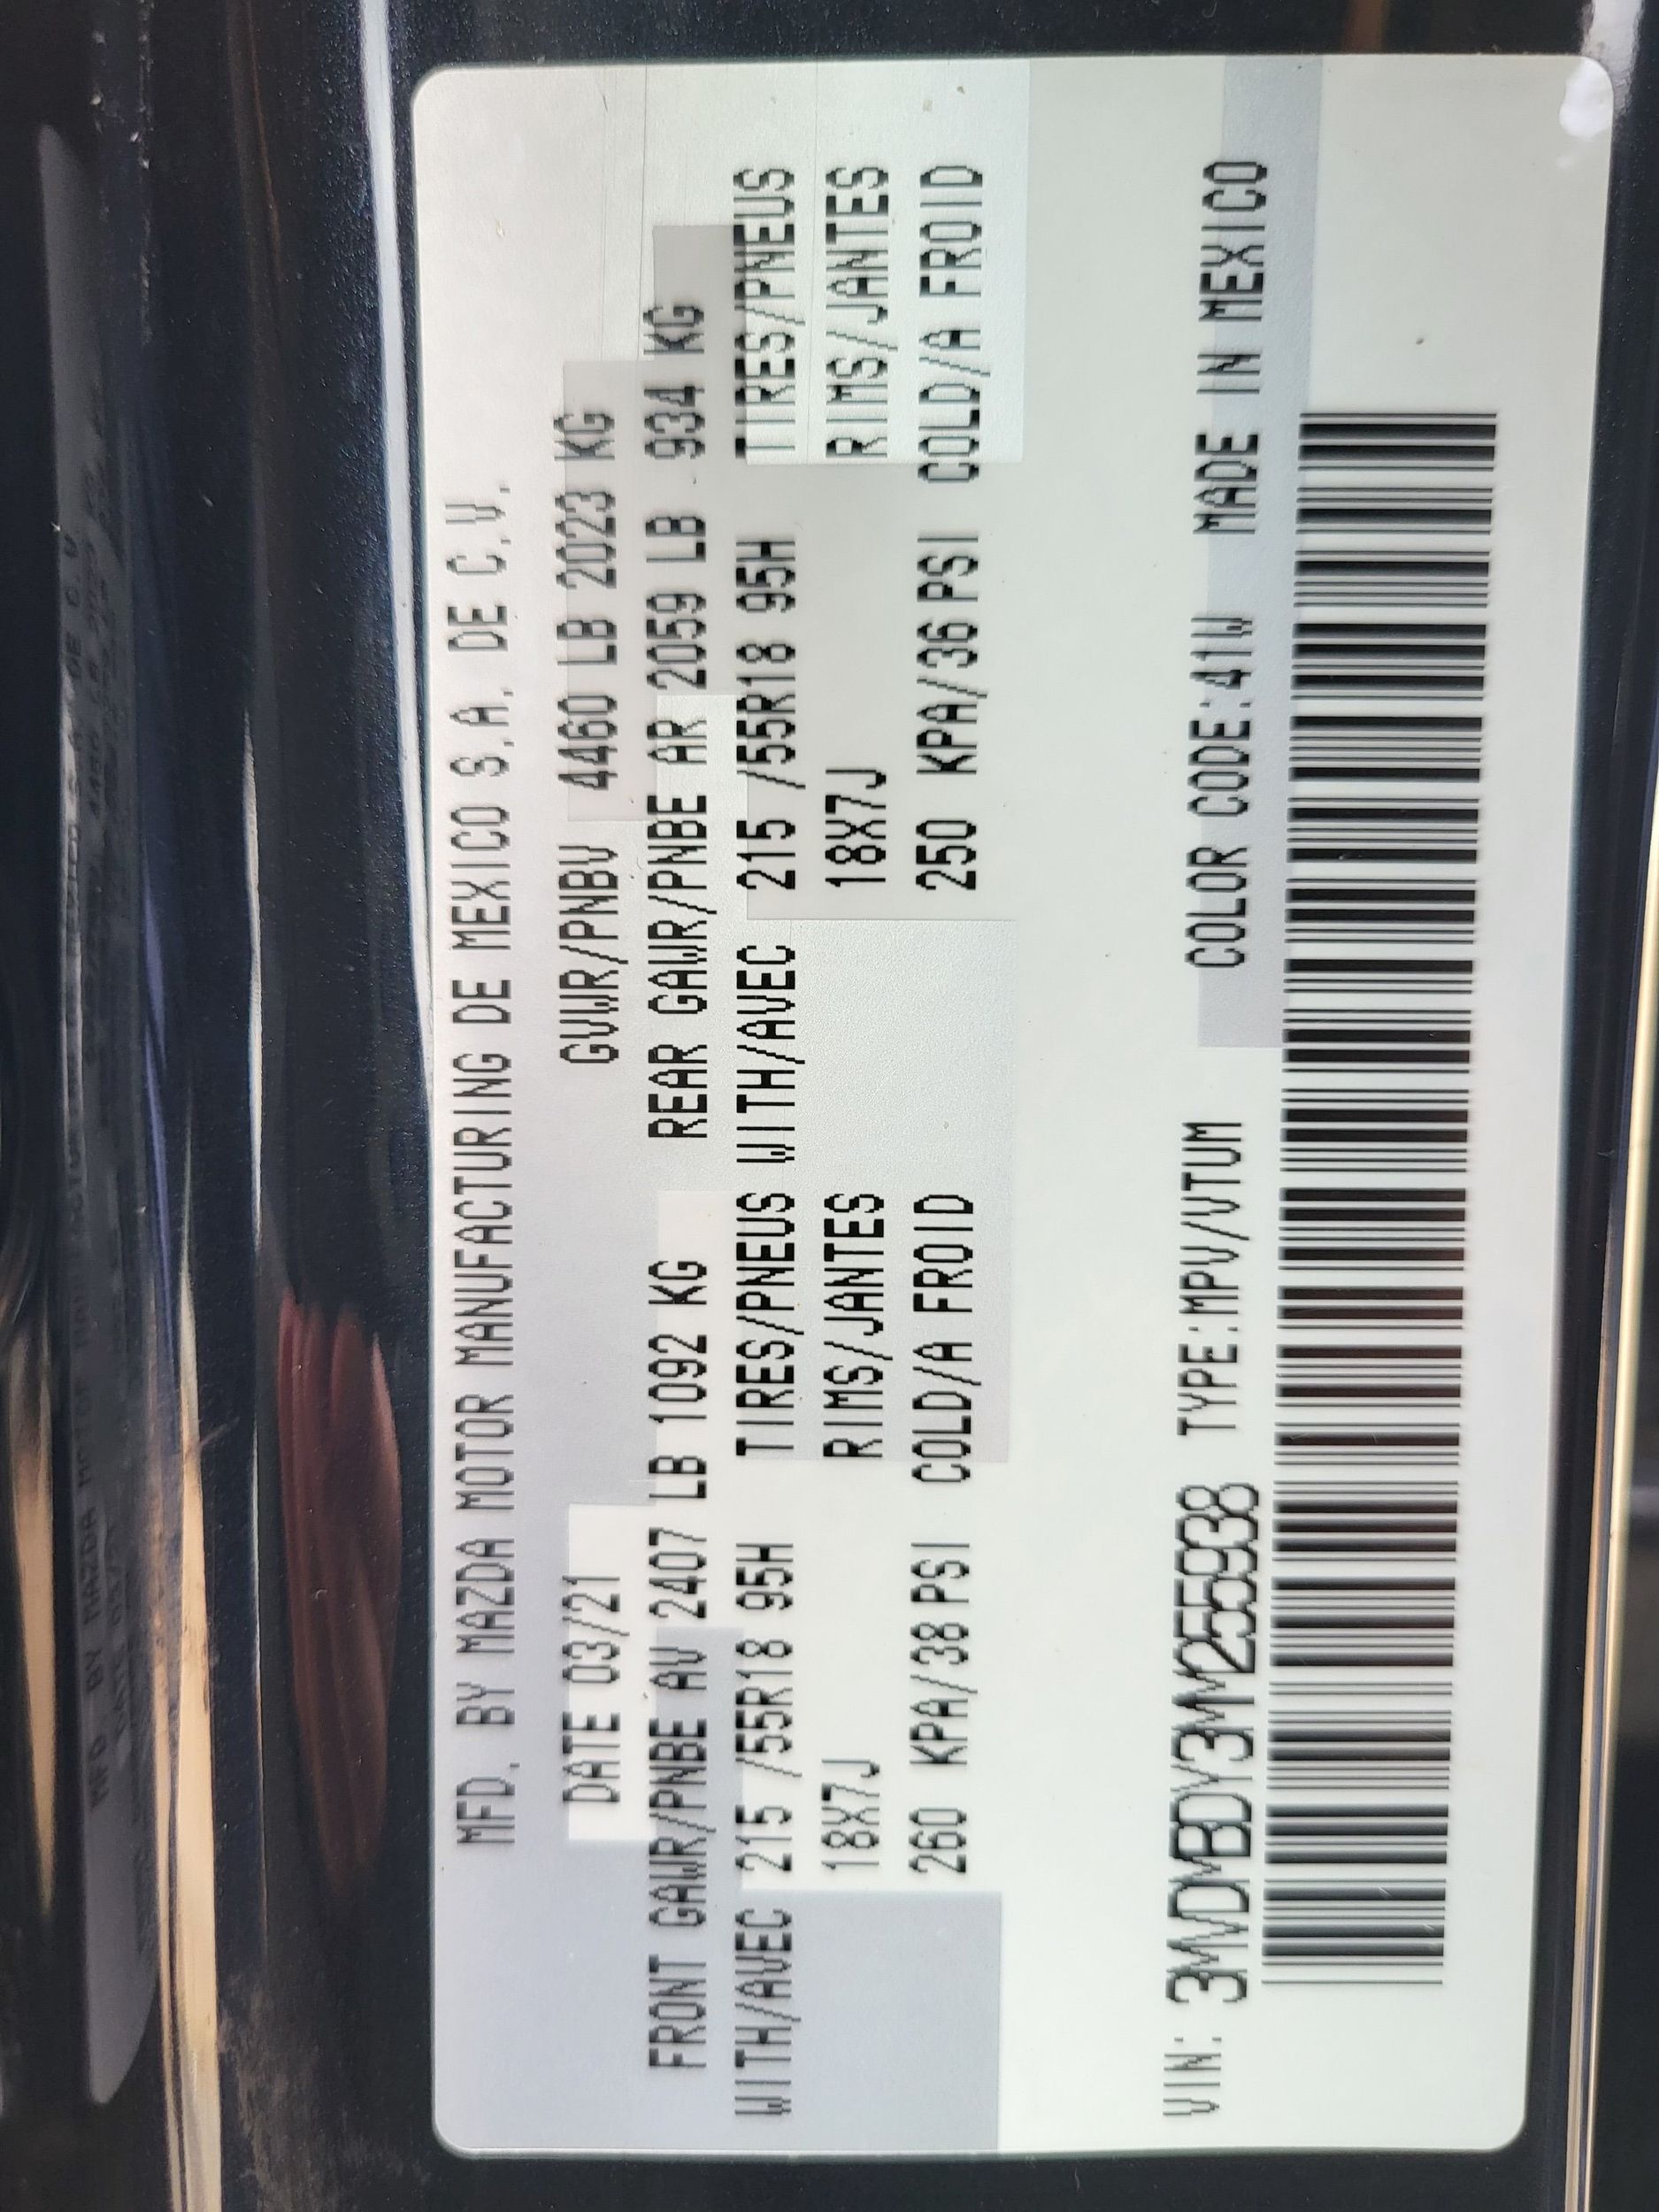 MFD. BY MAZDA MOTOR MANUFACTURING DE MEXICO S.A. DE C.V.
DATE 03/21 GVWR/PNBV 4460 LB 2023 KG
FRONT GAWR/PNBE AV 2407 LB 1092 KG REAR GAWR/PNBE AR 2059 LB 934 KG
WITH/AVEC 215 /55R18 95H TIRES/PNEUS WITH/AVEC 215 /55R18 95H TIRES/PNEUS
18X7J RIMS/JANTES 18X7J RIMS/JANTES
260 KPA/38 PSI COLD/A FROID 250 KPA/36 PSI COLD/A FROID
VIN: 3MVDMBDY3MM255938 TYPE:MPV/VTUM COLOR CODE:41W MADE IN MEXICO